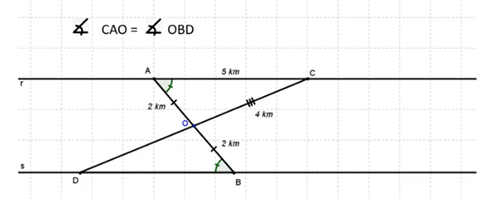 ∡ CAO = ∡ OBD
A 5 km C
r
2 km
O 4 km
2 km
s
D B